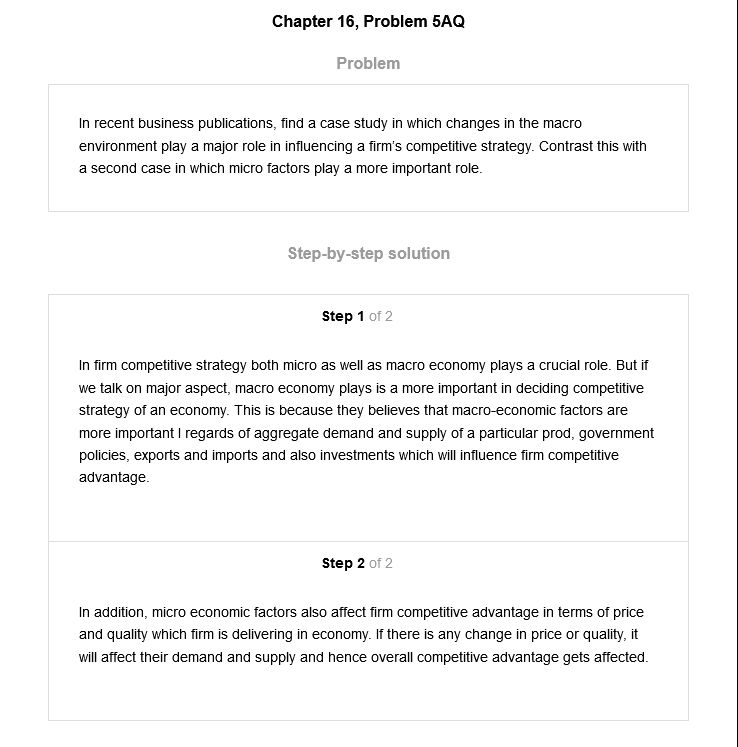 Chapter 16, Problem 5AQ
Problem
In recent business publications, find a case study in which changes in the macro
environment play a major role in influencing a firm's competitive strategy. Contrast this with
a second case in which micro factors play a more important role.
Step-by-step solution
Step 1 of 2
In firm competitive strategy both micro as well as macro economy plays a crucial role. But if
we talk on major aspect, macro economy plays is a more important in deciding competitive
strategy of an economy. This is because they believes that macro-economic factors are
more important I regards of aggregate demand and supply of a particular prod, government
policies, exports and imports and also investments which will influence firm competitive
advantage.
Step 2 of 2
In addition, micro economic factors also affect firm competitive advantage in terms of price
and quality which firm is delivering in economy. If there is any change in price or quality, it
will affect their demand and supply and hence overall competitive advantage gets affected.